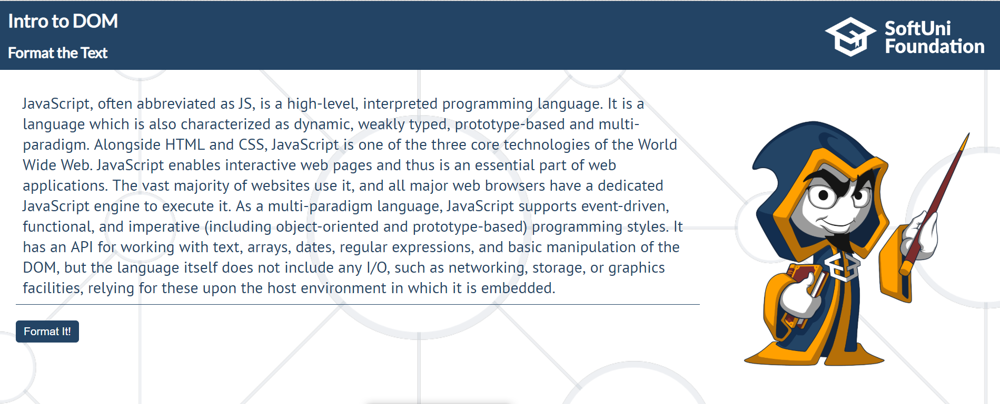 Intro to DOM
Format the Text
SoftUni
Foundation
JavaScript, often abbreviated as JS, is a high-level, interpreted programming language. It is a
language which is also characterized as dynamic, weakly typed, prototype-based and multi-
paradigm. Alongside HTML and CSS, JavaScript is one of the three core technologies of the World
Wide Web. JavaScript enables interactive web pages and thus is an essential part of web
applications. The vast majority of websites use it, and all major web browsers have a dedicated
JavaScript engine to execute it. As a multi-paradigm language, JavaScript supports event-driven,
functional, and imperative (including object-oriented and prototype-based) programming styles. It
has an API for working with text, arrays, dates, regular expressions, and basic manipulation of the
DOM, but the language itself does not include any I/O, such as networking, storage, or graphics
facilities, relying for these upon the host environment in which it is embedded.
Format It!